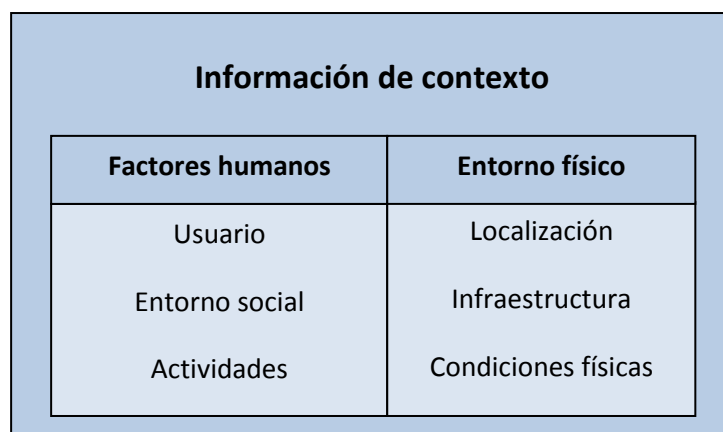 Información de contexto
Factores humanos Entorno físico
Usuario Localización
Entorno social Infraestructura
Actividades Condiciones físicas